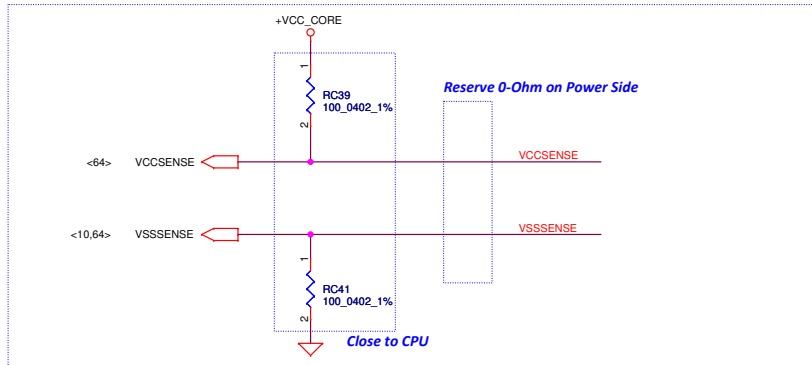 +VCC_CORE
1
RC39
100_0402_1%
2
Reserve 0-Ohm on Power Side
<64> VCCSENSE
VCCSENSE
<10,64> VSSSENSE
VSSSENSE
1
RC41
100_0402_1%
2
Close to CPU